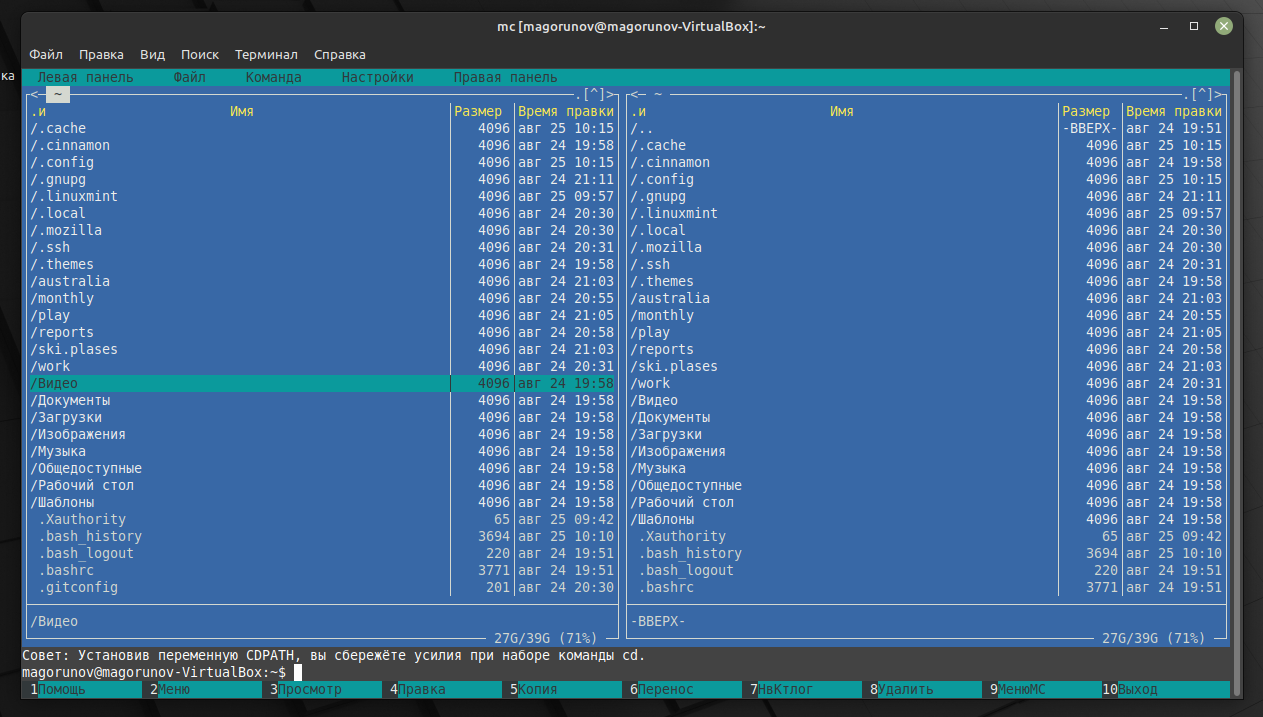 mc [magorunov@magorunov-VirtualBox]:~
Файл Правка Вид Поиск Терминал Справка
ка
Левая панель Файл Команда Настройки Правая панель
<─ ~ ─.[^]>
.и Имя Размер Время правки
/.cache 4096 авг 25 10:15
/.cinnamon 4096 авг 24 19:58
/.config 4096 авг 25 10:15
/.gnupg 4096 авг 24 21:11
/.linuxmint 4096 авг 25 09:57
/.local 4096 авг 24 20:30
/.mozilla 4096 авг 24 20:30
/.ssh 4096 авг 24 20:31
/.themes 4096 авг 24 19:58
/australia 4096 авг 24 21:03
/monthly 4096 авг 24 20:55
/play 4096 авг 24 21:05
/reports 4096 авг 24 20:58
/ski.plases 4096 авг 24 21:03
/work 4096 авг 24 20:31
/Видео 4096 авг 24 19:58
/Документы 4096 авг 24 19:58
/Загрузки 4096 авг 24 19:58
/Изображения 4096 авг 24 19:58
/Музыка 4096 авг 24 19:58
/Общедоступные 4096 авг 24 19:58
/Рабочий стол 4096 авг 24 19:58
/Шаблоны 4096 авг 24 19:58
.Xauthority 65 авг 25 09:42
.bash_history 3694 авг 25 10:10
.bash_logout 220 авг 24 19:51
.bashrc 3771 авг 24 19:51
.gitconfig 201 авг 24 20:30
/Видео
27G/39G (71%)
<─ ~ ─.[^]>
.и Имя Размер Время правки
/.. -ВВЕРХ- авг 24 19:51
/.cache 4096 авг 25 10:15
/.cinnamon 4096 авг 24 19:58
/.config 4096 авг 25 10:15
/.gnupg 4096 авг 24 21:11
/.linuxmint 4096 авг 25 09:57
/.local 4096 авг 24 20:30
/.mozilla 4096 авг 24 20:30
/.ssh 4096 авг 24 20:31
/.themes 4096 авг 24 19:58
/australia 4096 авг 24 21:03
/monthly 4096 авг 24 20:55
/play 4096 авг 24 21:05
/reports 4096 авг 24 20:58
/ski.plases 4096 авг 24 21:03
/work 4096 авг 24 20:31
/Видео 4096 авг 24 19:58
/Документы 4096 авг 24 19:58
/Загрузки 4096 авг 24 19:58
/Изображения 4096 авг 24 19:58
/Музыка 4096 авг 24 19:58
/Общедоступные 4096 авг 24 19:58
/Рабочий стол 4096 авг 24 19:58
/Шаблоны 4096 авг 24 19:58
.Xauthority 65 авг 25 09:42
.bash_history 3694 авг 25 10:10
.bash_logout 220 авг 24 19:51
.bashrc 3771 авг 24 19:51
-ВВЕРХ-
27G/39G (71%)
Совет: Установив переменную CDPATH, вы сбережёте усилия при наборе команды cd.
magorunov@magorunov-VirtualBox:~$
1Помощь 2Меню 3Просмотр 4Правка 5Копия 6Перенос 7НвКтлог 8Удалить 9МенюМС 10Выход